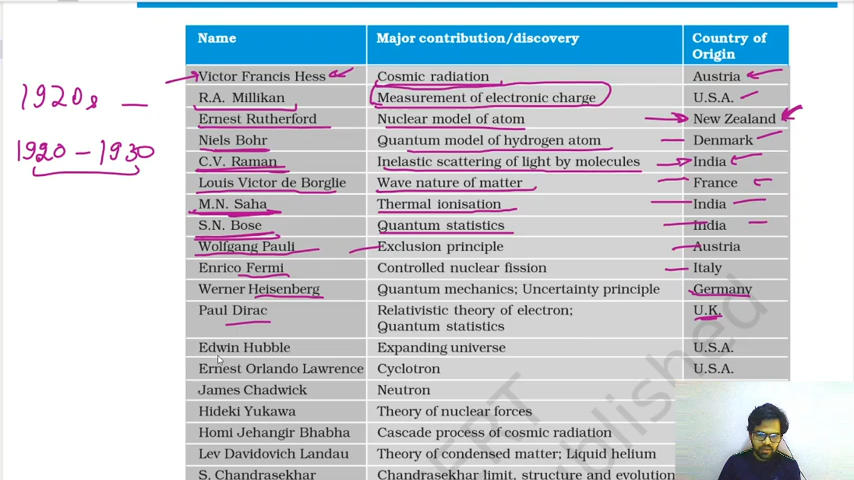 Name Major contribution/discovery Country of
Origin
Victor Francis Hess Cosmic radiation Austria
R.A. Millikan Measurement of electronic charge U.S.A.
Ernest Rutherford Nuclear model of atom New Zealand
Niels Bohr Quantum model of hydrogen atom Denmark
C.V. Raman Inelastic scattering of light by molecules India
Louis Victor de Borglie Wave nature of matter France
M.N. Saha Thermal ionisation India
S.N. Bose Quantum statistics India
Wolfgang Pauli Exclusion principle Austria
Enrico Fermi Controlled nuclear fission Italy
Werner Heisenberg Quantum mechanics; Uncertainty principle Germany
Paul Dirac Relativistic theory of electron; U.K.
Quantum statistics
Edwin Hubble Expanding universe U.S.A.
Ernest Orlando Lawrence Cyclotron U.S.A.
James Chadwick Neutron
Hideki Yukawa Theory of nuclear forces
Homi Jehangir Bhabha Cascade process of cosmic radiation
Lev Davidovich Landau Theory of condensed matter; Liquid helium
S. Chandrasekhar Chandrasekhar limit, structure and evolution
1920s
1920 - 1930